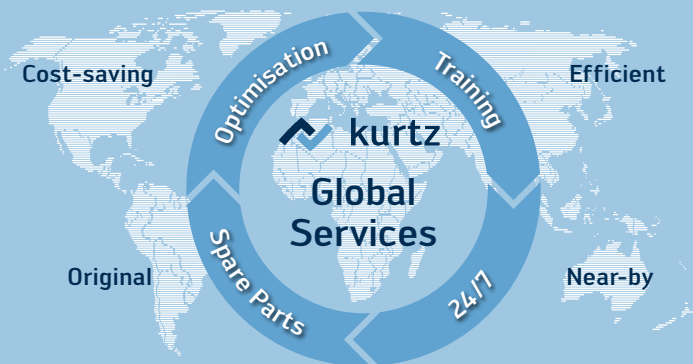 Optimisation
Training
Cost-saving
Efficient
kurtz
Global
Services
Spare Parts
24/7
Original
Near-by